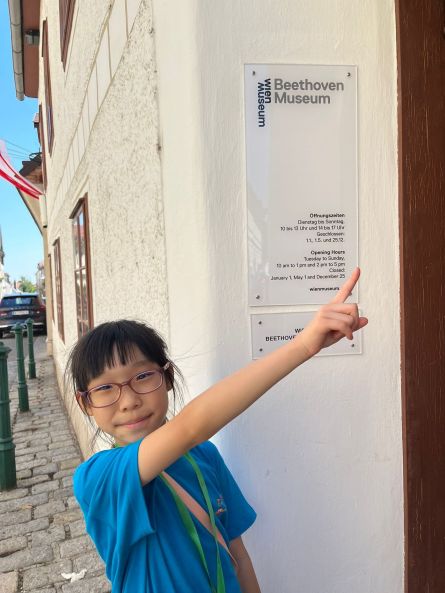 wien
museum
Beethoven
Museum
Öffnungszeiten
Dienstag bis Sonntag,
10 bis 13 Uhr und 14 bis 17 Uhr
Geschlossen:
1.1., 1.5. und 25.12.
Opening Hours
Tuesday to Sunday,
10 am to 1 pm and 2 pm to 5 pm
Closed:
January 1, May 1 and December 25
wienmuseum.
BEETHOVEN